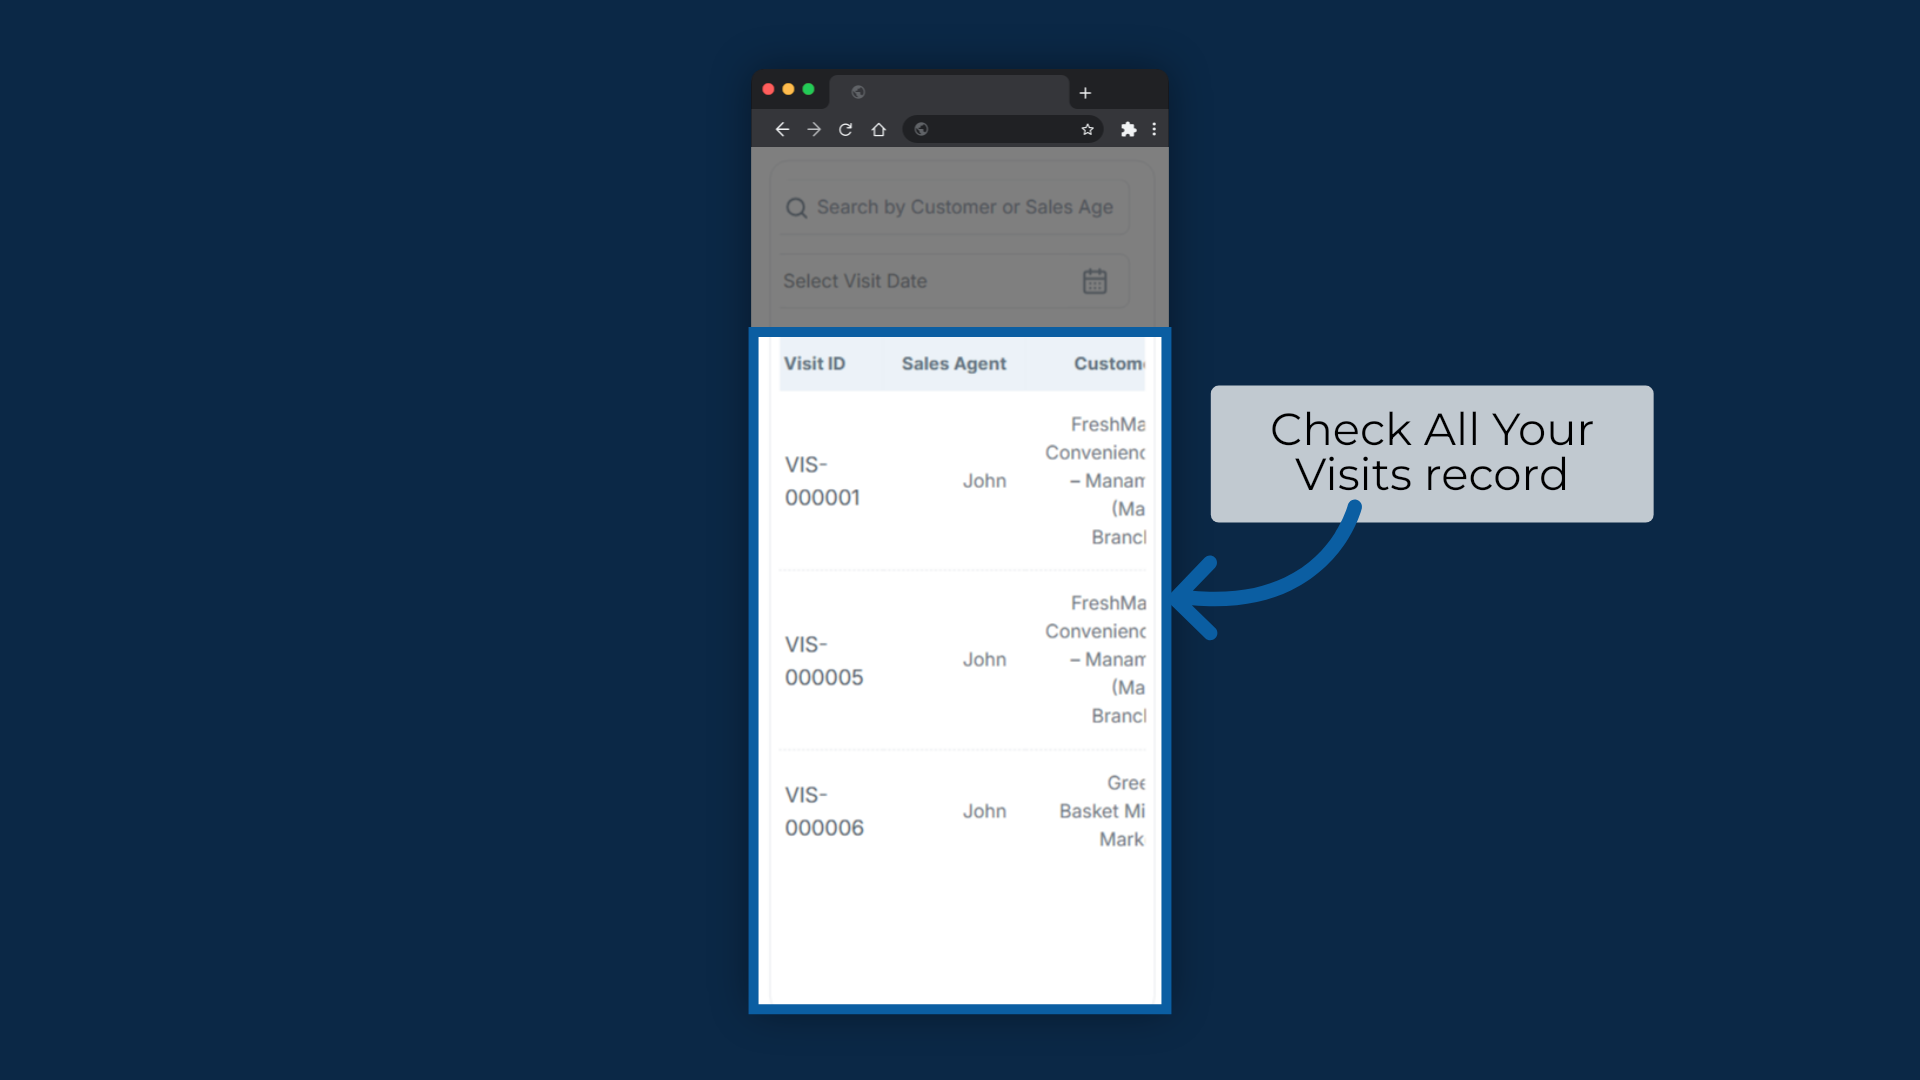 Search by Customer or Sales Age
Select Visit Date
Visit ID Sales Agent Custom
VIS-
000001
John
FreshMa
Convenienc
– Manam
(Ma
Branch
VIS-
000005
John
FreshMa
Convenienc
– Manam
(Ma
Branch
VIS-
000006
John
Gree
Basket Mi
Mark
Check All Your
Visits record